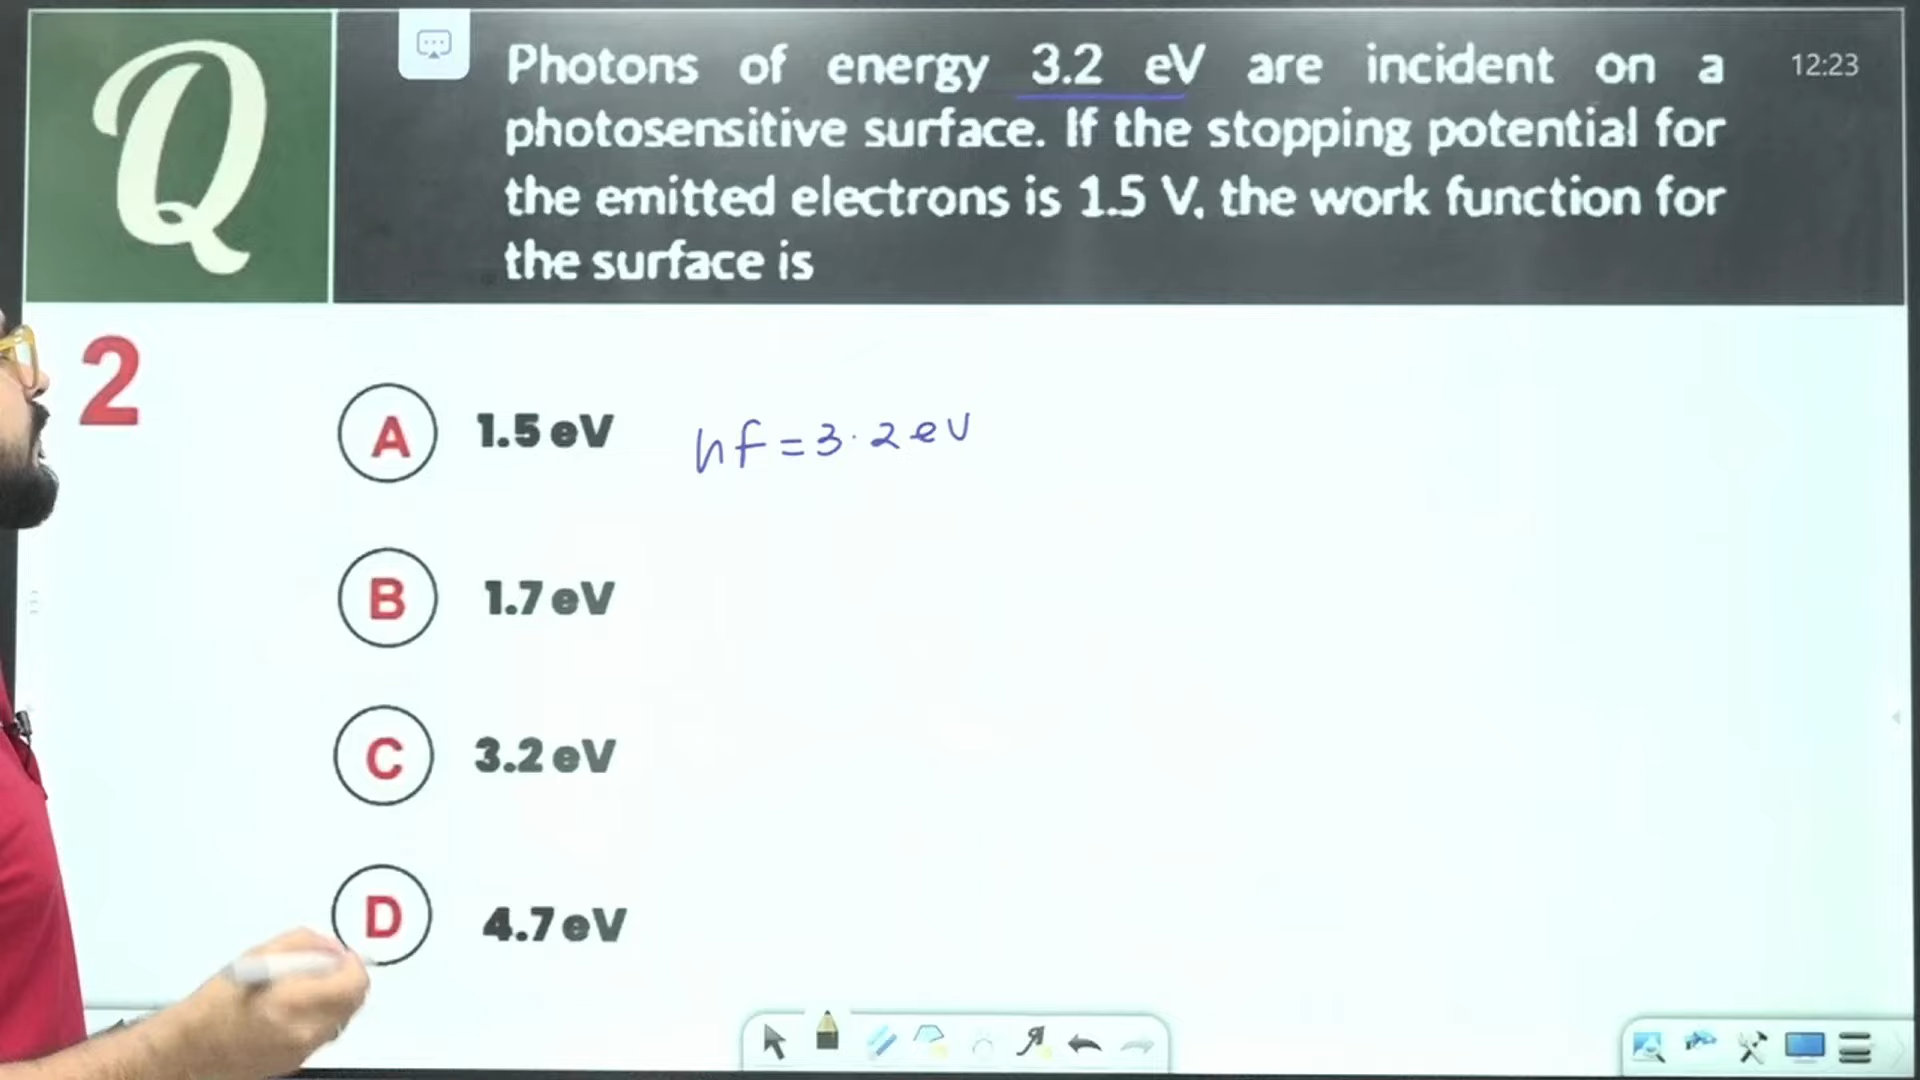 Q
Photons of energy 3.2 eV are incident on a
12:23
photosensitive surface. If the stopping potential for
the emitted electrons is 1.5 V, the work function for
the surface is
2
A 1.5 eV hf = 3.2 eV
B 1.7 eV
C 3.2 eV
D 4.7 eV